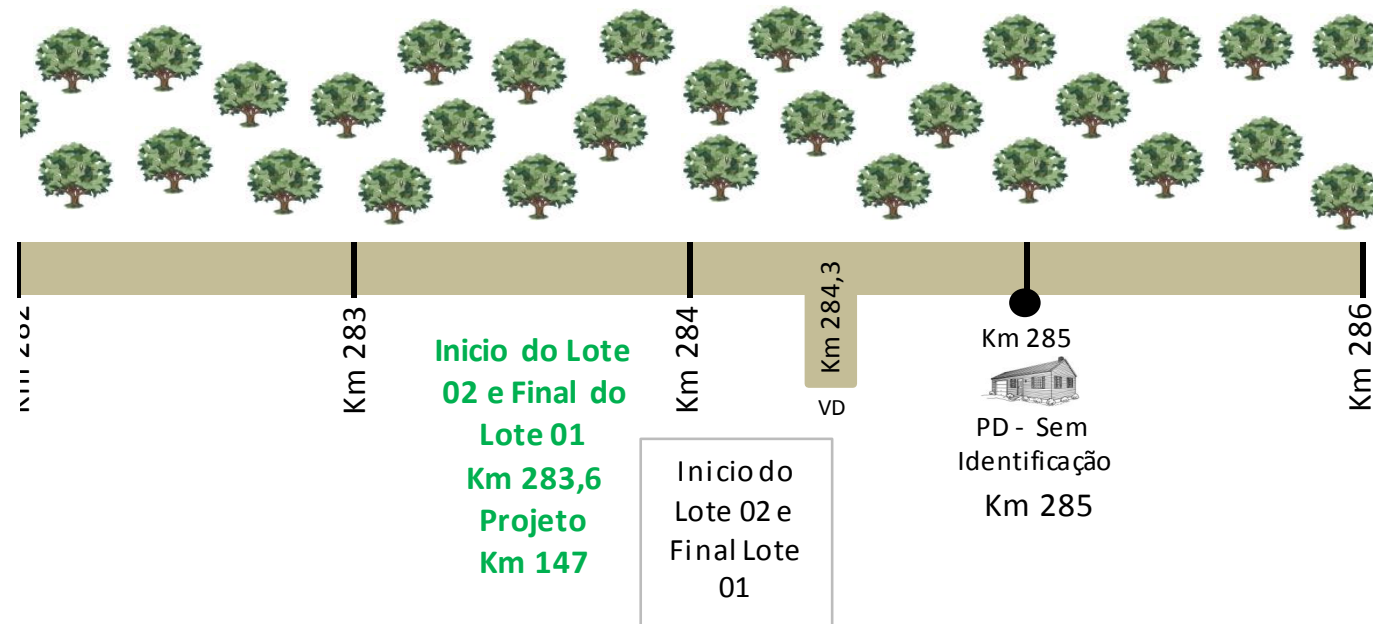 Km 282
Km 283
Inicio do Lote
02 e Final do
Lote 01
Km 283,6
Projeto
Km 147
Km 284
Inicio do
Lote 02 e
Final Lote
01
Km 284,3
VD
Km 285
PD - Sem
Identificação
Km 285
Km 286